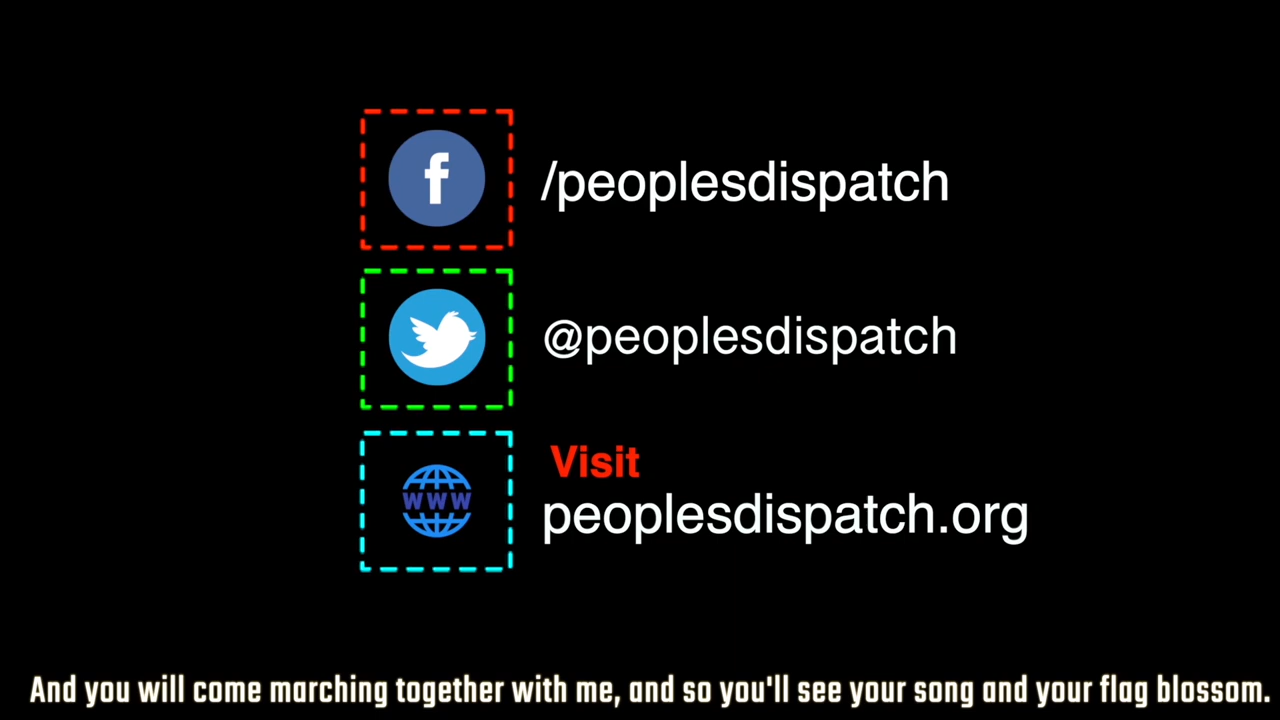 f
/peoplesdispatch
@peoplesdispatch
Visit
WWW
peoplesdispatch.org
And you will come marching together with me, and so you'll see your song and your flag blossom.